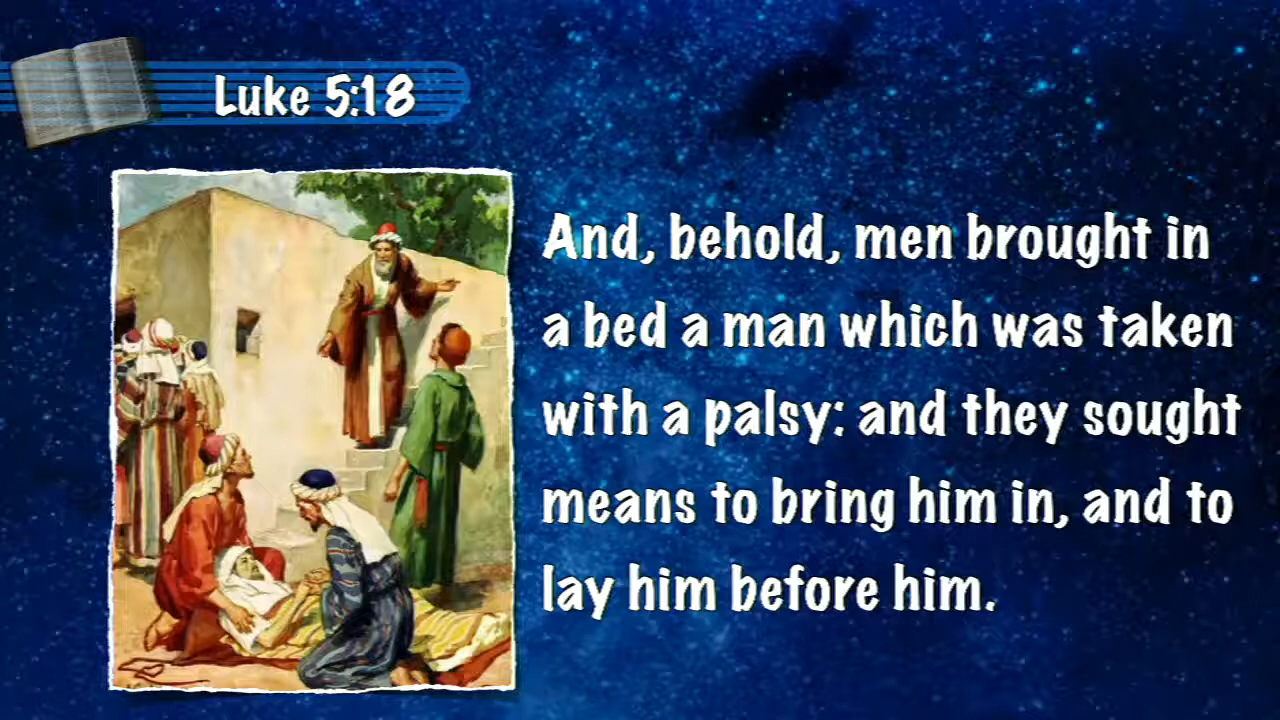 Luke 5:18
And, behold, men brought in
a bed a man which was taken
with a palsy: and they sought
means to bring him in, and to
lay him before him.